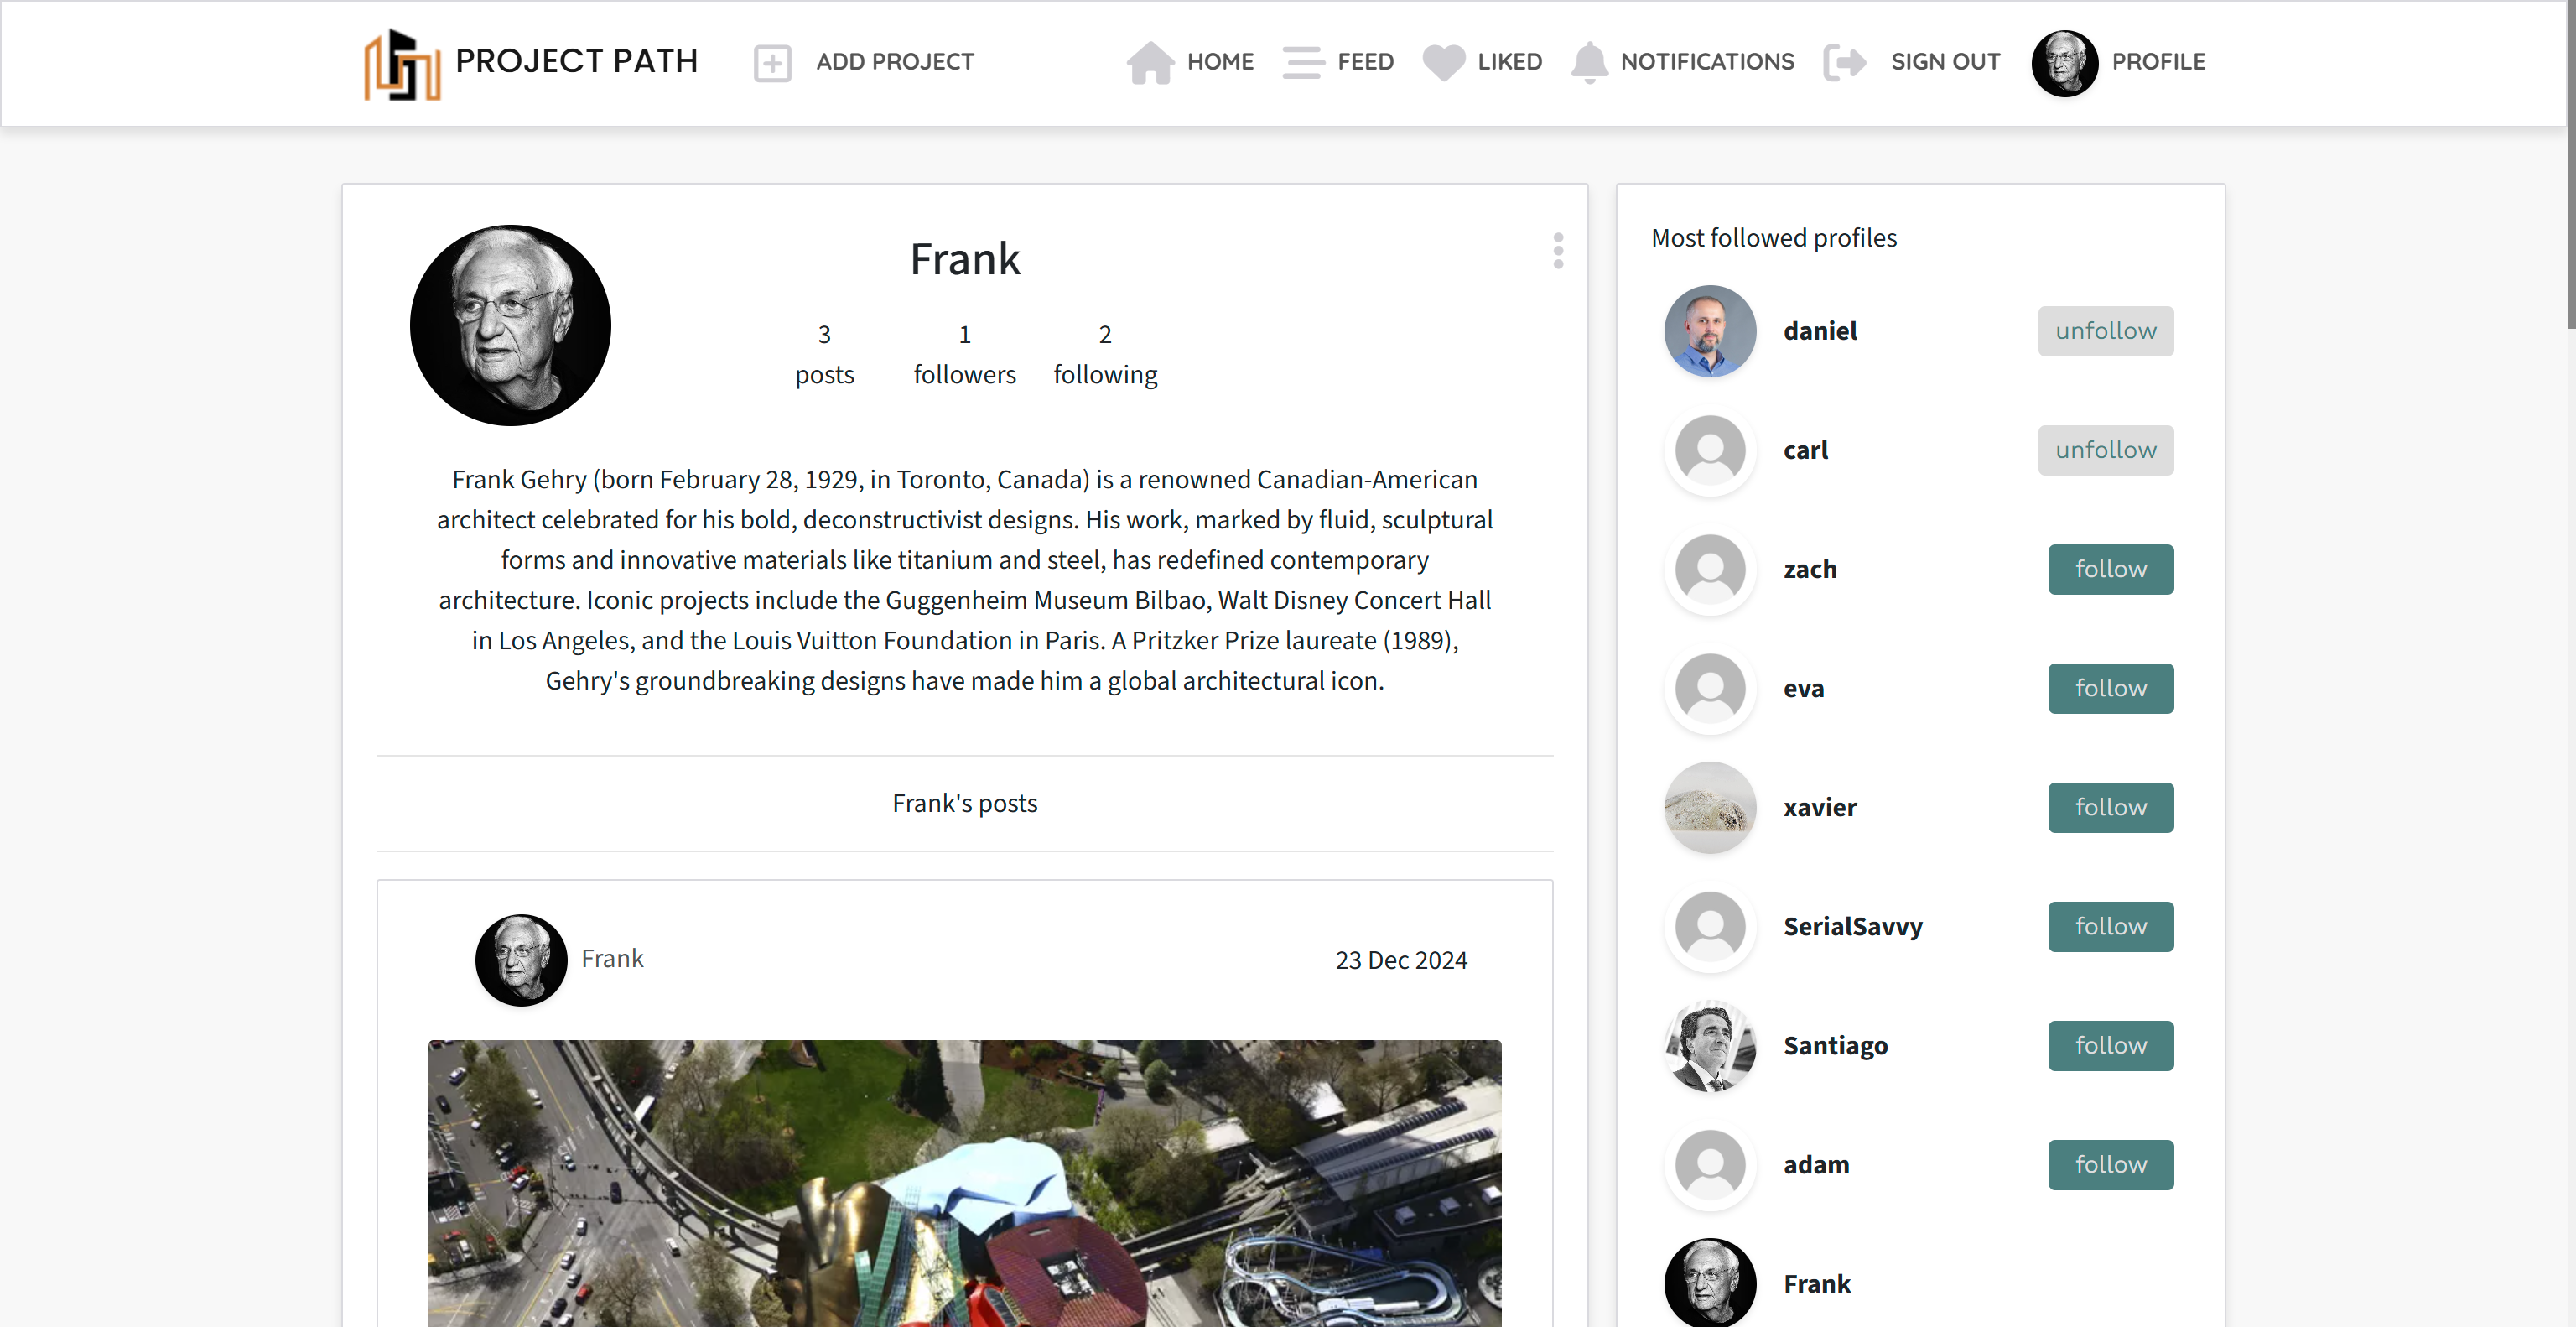 PROJECT PATH
ADD PROJECT
HOME
FEED
LIKED
NOTIFICATIONS
SIGN OUT
PROFILE
Frank
3
posts
1
followers
2
following
Frank Gehry (born February 28, 1929, in Toronto, Canada) is a renowned Canadian-American
architect celebrated for his bold, deconstructivist designs. His work, marked by fluid, sculptural
forms and innovative materials like titanium and steel, has redefined contemporary
architecture. Iconic projects include the Guggenheim Museum Bilbao, Walt Disney Concert Hall
in Los Angeles, and the Louis Vuitton Foundation in Paris. A Pritzker Prize laureate (1989),
Gehry's groundbreaking designs have made him a global architectural icon.
Frank's posts
Frank
23 Dec 2024
Most followed profiles
daniel
unfollow
carl
unfollow
zach
follow
eva
follow
xavier
follow
SerialSavvy
follow
Santiago
follow
adam
follow
Frank